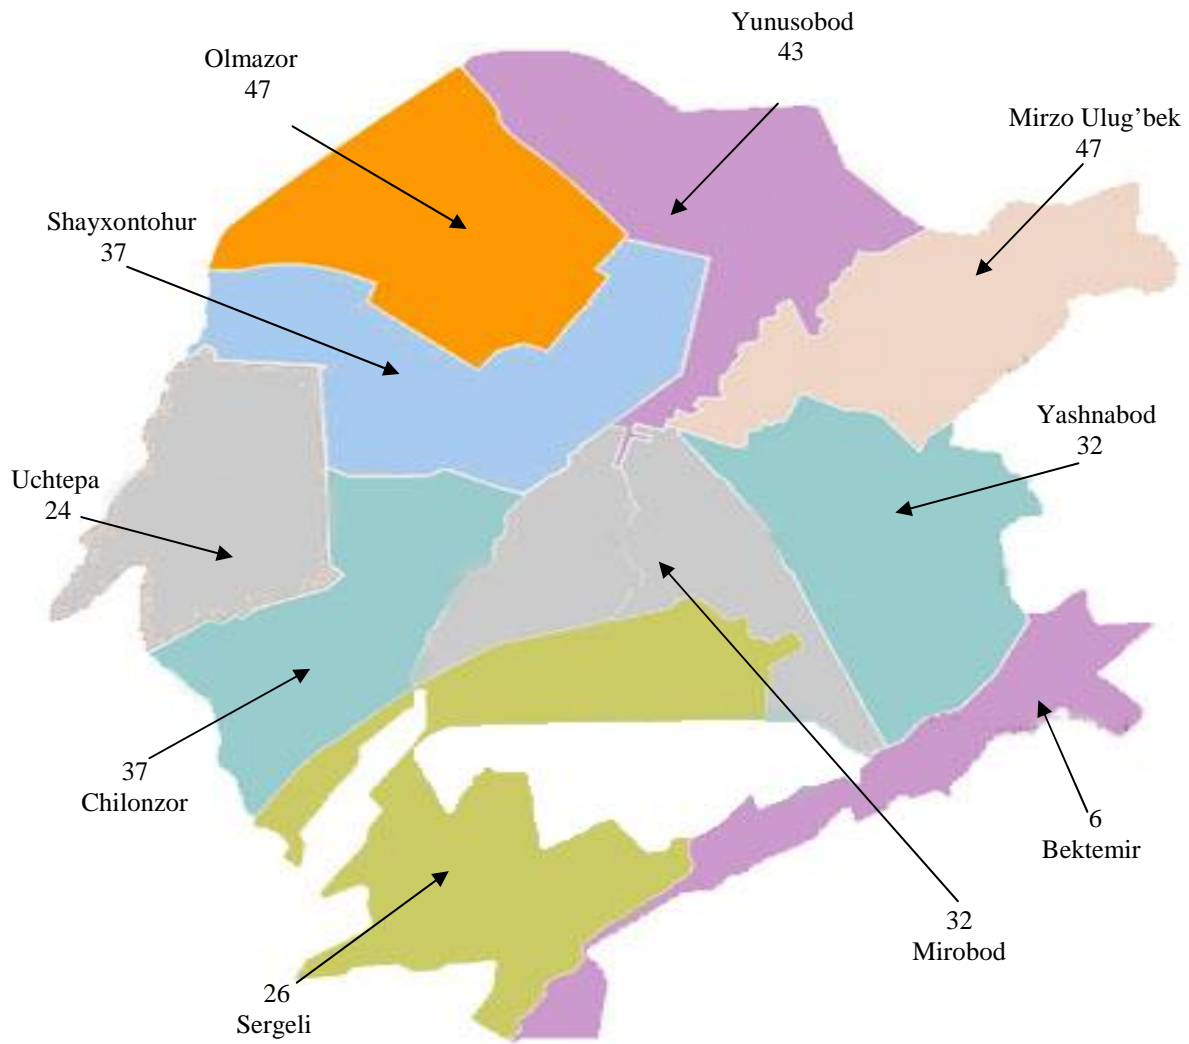 Yunusobod
43
Olmazor
47
Mirzo Ulug’bek
47
Shayxontohur
37
Yashnabod
32
Uchtepa
24
37
Chilonzor
6
Bektemir
32
Mirobod
26
Sergeli